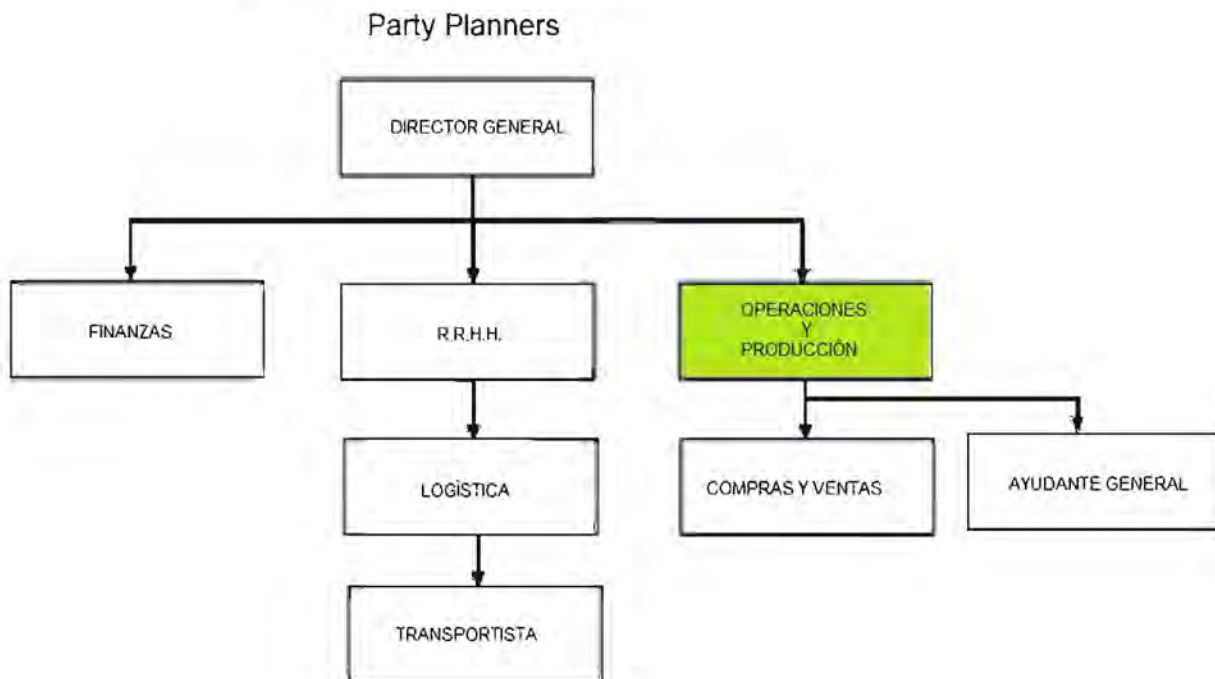 Party Planners
DIRECTOR GENERAL
FINANZAS
R.R.H.H.
OPERACIONES
Y
PRODUCCIÓN
LOGÍSTICA
COMPRAS Y VENTAS
AYUDANTE GENERAL
TRANSPORTISTA